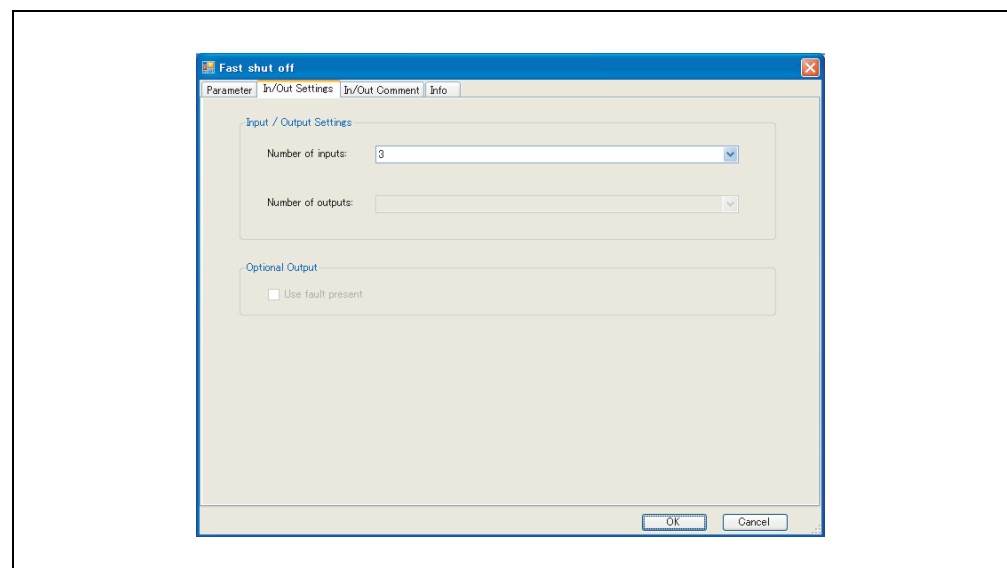 Fast shut off
Parameter In/Out Settings In/Out Comment Info
Input / Output Settings
Number of inputs: 3
Number of outputs:
Optional Output
Use fault present
OK Cancel